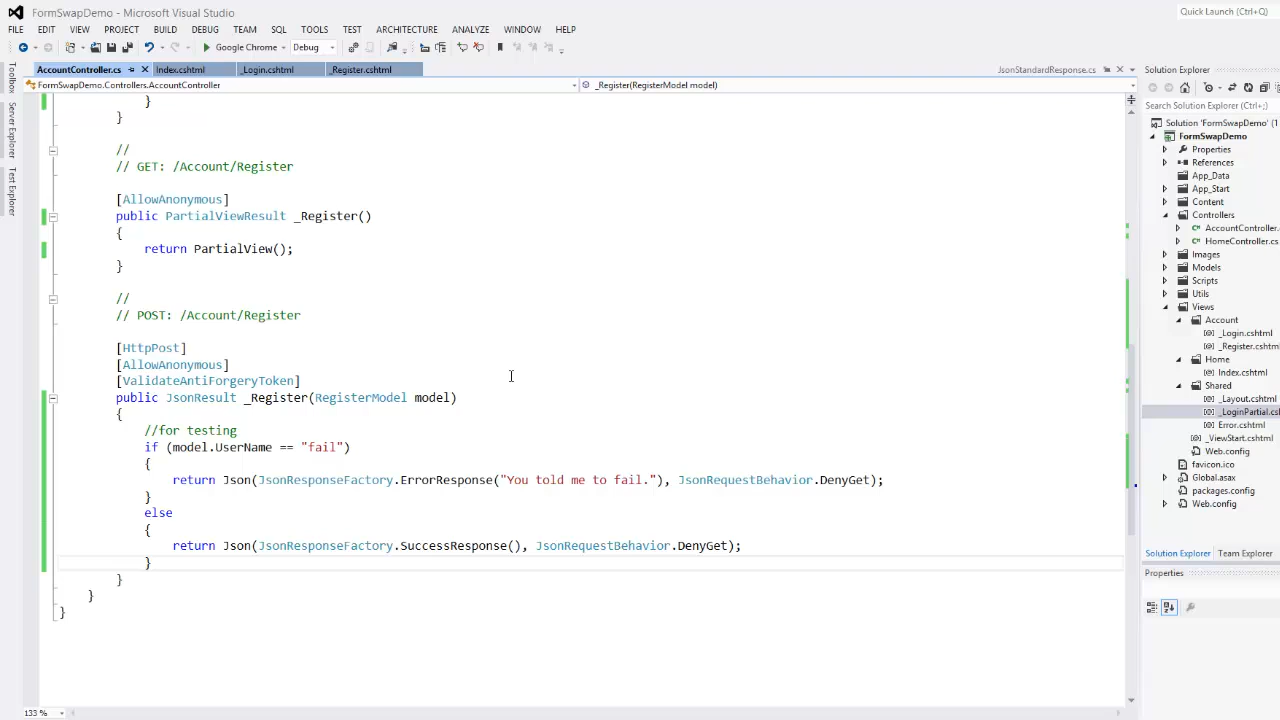 FormSwapDemo - Microsoft Visual Studio
Quick Launch (Ctrl+Q)
FILE EDIT VIEW PROJECT BUILD DEBUG TEAM SQL TOOLS TEST ARCHITECTURE ANALYZE WINDOW HELP
Google Chrome Debug
AccountController.cs Index.cshtml _Login.cshtml _Register.cshtml JsonStandardResponse.cs
FormSwapDemo.Controllers.AccountController _Register(RegisterModel model)
Toolbox
Server Explorer
Test Explorer
}
}
//
// GET: /Account/Register
[AllowAnonymous]
public PartialViewResult _Register()
{
return PartialView();
}
//
// POST: /Account/Register
[HttpPost]
[AllowAnonymous]
[ValidateAntiForgeryToken]
public JsonResult _Register(RegisterModel model)
{
//for testing
if (model.UserName == "fail")
{
return Json(JsonResponseFactory.ErrorResponse("You told me to fail."), JsonRequestBehavior.DenyGet);
}
else
{
return Json(JsonResponseFactory.SuccessResponse(), JsonRequestBehavior.DenyGet);
}
}
}
}
133 %
Solution Explorer
Search Solution Explorer (Ctrl+;)
Solution 'FormSwapDemo' (1
FormSwapDemo
Properties
References
App_Data
App_Start
Content
Controllers
AccountController.
HomeController.cs
Images
Models
Scripts
Utils
Views
Account
_Login.cshtml
_Register.cshtml
Home
Index.cshtml
Shared
_Layout.cshtml
_LoginPartial.csl
Error.cshtml
_ViewStart.cshtml
Web.config
favicon.ico
Global.asax
packages.config
Web.config
Solution Explorer Team Explorer
Properties